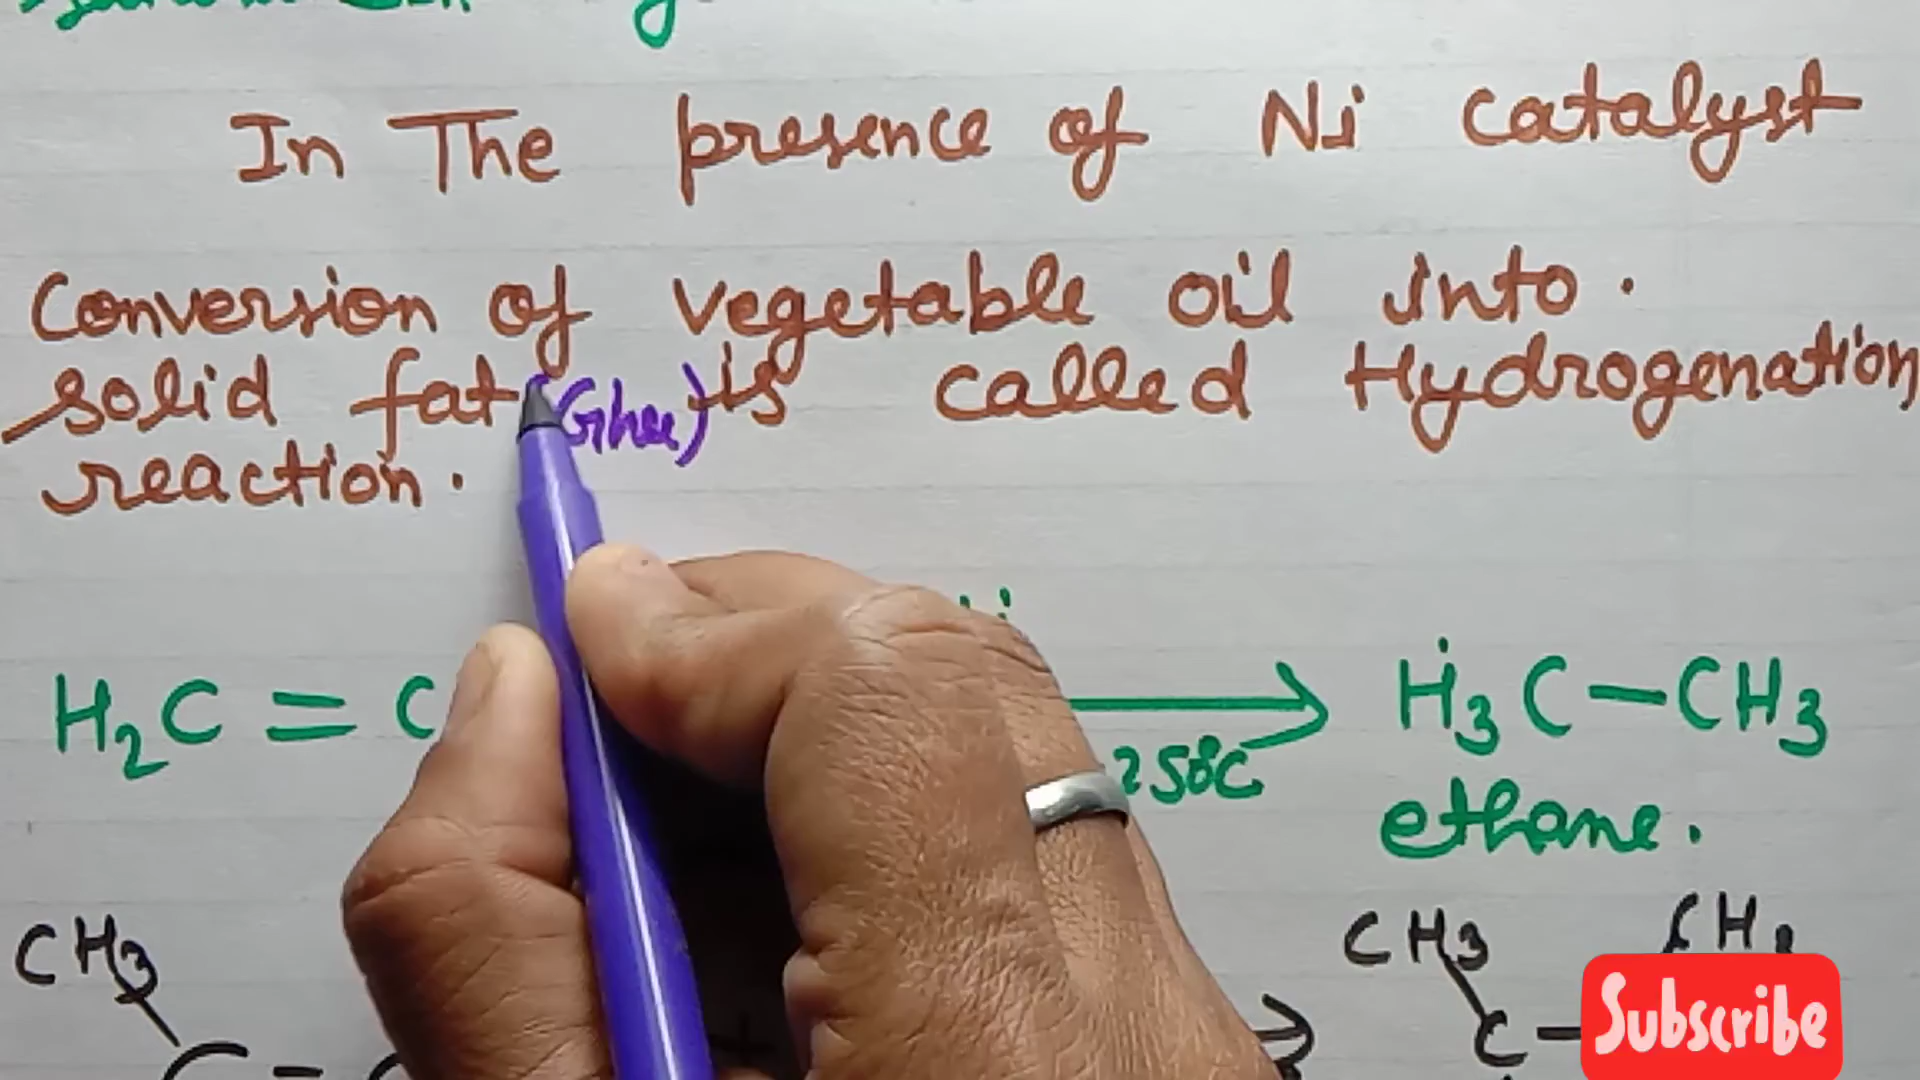 In The presence of Ni catalyst
Conversion of vegetable oil into.
solid fat (Ghee) is called Hydrogenation
reaction.
H2C = C
H3C-CH3
250°C
ethane.
CH3
CH3
C =
C -
Subscribe